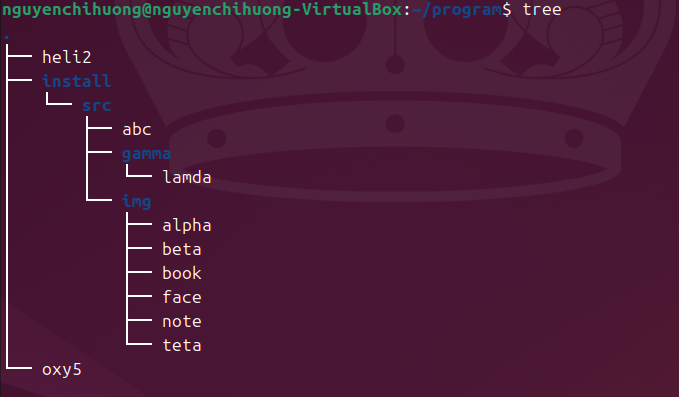 nguyenchihuong@nguyenchihuong-VirtualBox:~/program$ tree
.
├── heli2
├── install
│   └── src
│       ├── abc
│       ├── gamma
│       │   └── lamda
│       └── img
│           ├── alpha
│           ├── beta
│           ├── book
│           ├── face
│           ├── note
│           └── teta
└── oxy5